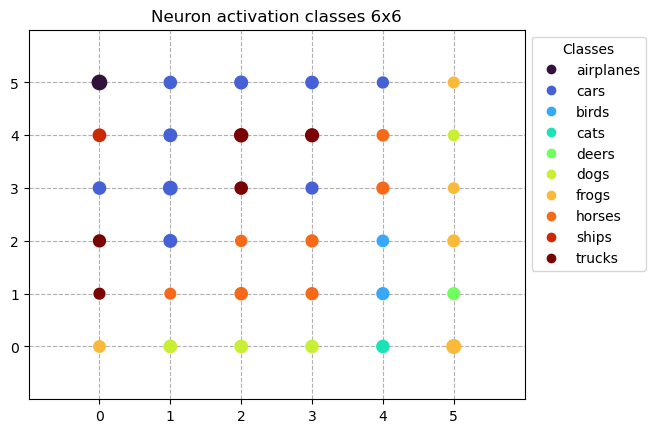 Neuron activation classes 6x6
5
4
3
2
1
0
0 1 2 3 4 5
Classes
airplanes
cars
birds
cats
deers
dogs
frogs
horses
ships
trucks